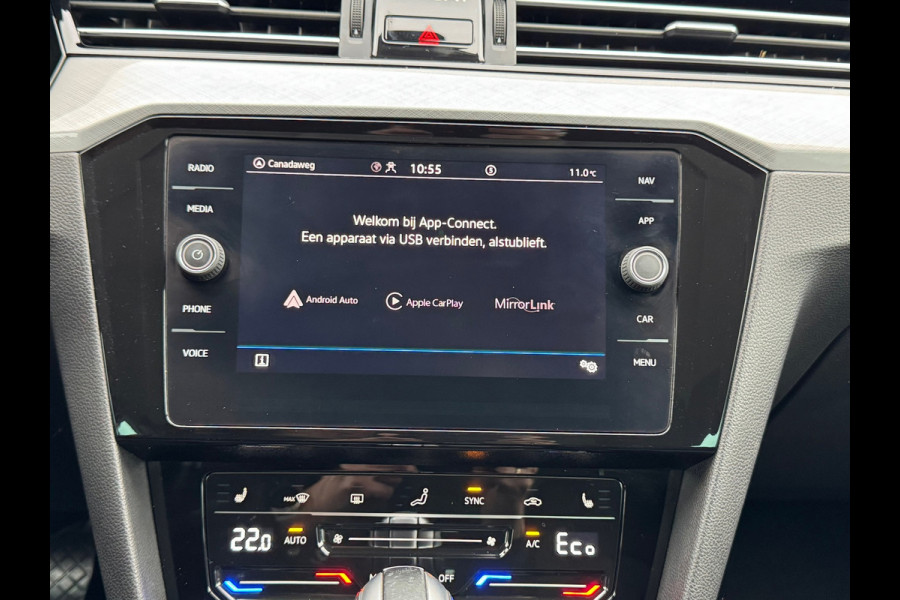 RADIO
MEDIA
PHONE
VOICE
Canadaweg 10:55 11.0°C
Welkom bij App-Connect.
Een apparaat via USB verbinden, alstublieft.
Android Auto Apple CarPlay MirrorLink
NAV
APP
CAR
MENU
MAX SYNC
22.0 AUTO A/C Eco
OFF